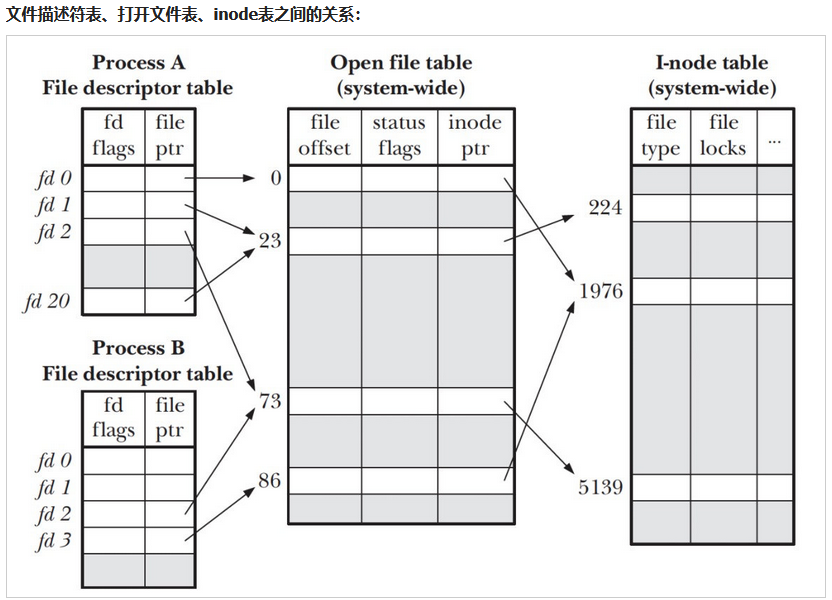 文件描述符表、打开文件表、inode表之间的关系：
Process A
File descriptor table
fd
flags
file
ptr
fd 0
fd 1
fd 2
fd 20
Process B
File descriptor table
fd
flags
file
ptr
fd 0
fd 1
fd 2
fd 3
Open file table
(system-wide)
file
offset
status
flags
inode
ptr
0
23
73
86
I-node table
(system-wide)
file
type
file
locks
...
224
1976
5139